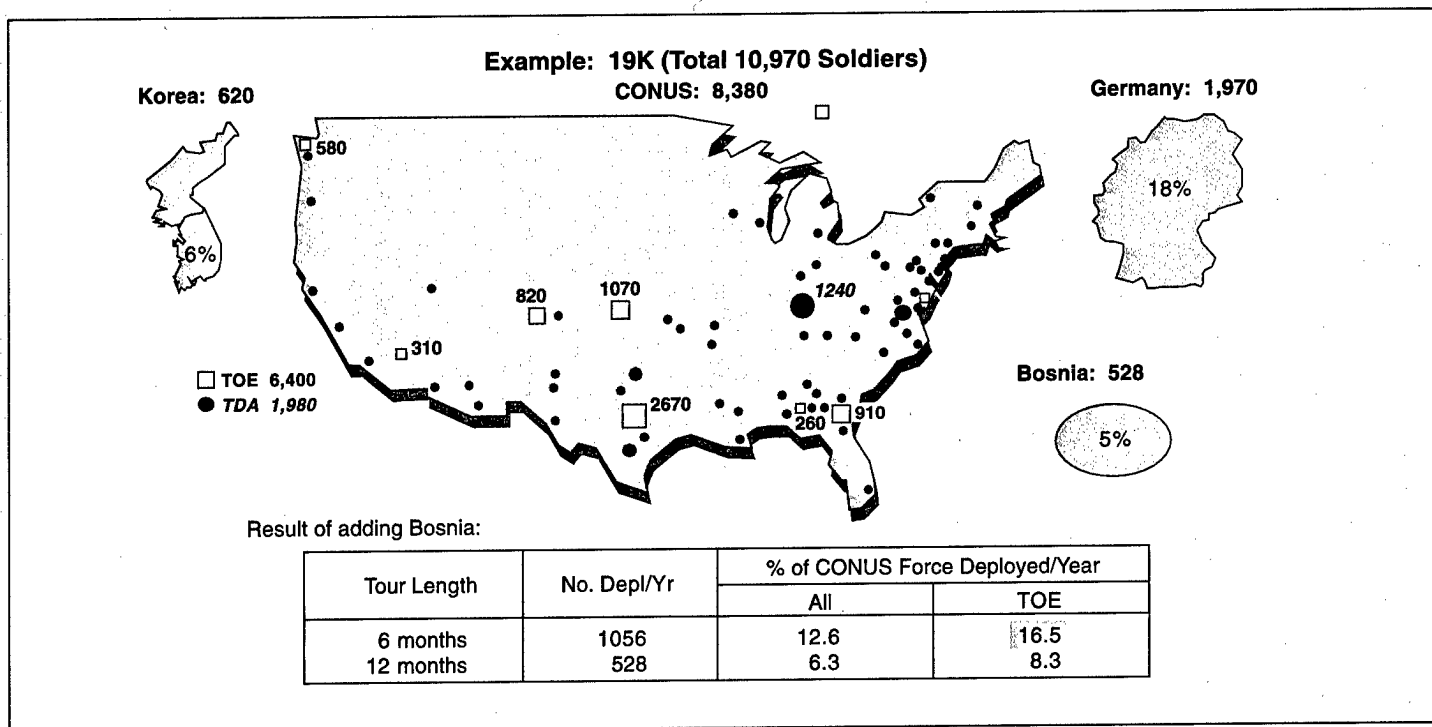 Example: 19K (Total 10,970 Soldiers)
Korea: 620
CONUS: 8,380
Germany: 1,970
580
18%
6%
820
1070
1240
310
TOE 6,400
TDA 1,980
2670
260
910
Bosnia: 528
5%
Result of adding Bosnia:
Tour Length No. Depl/Yr % of CONUS Force Deployed/Year
All TOE
6 months 1056 12.6 16.5
12 months 528 6.3 8.3